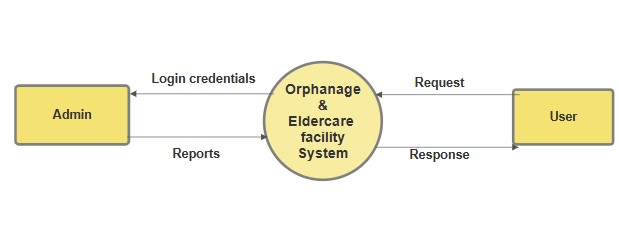 Login credentials
Admin
Reports
Orphanage
&
Eldercare
facility
System
Request
User
Response